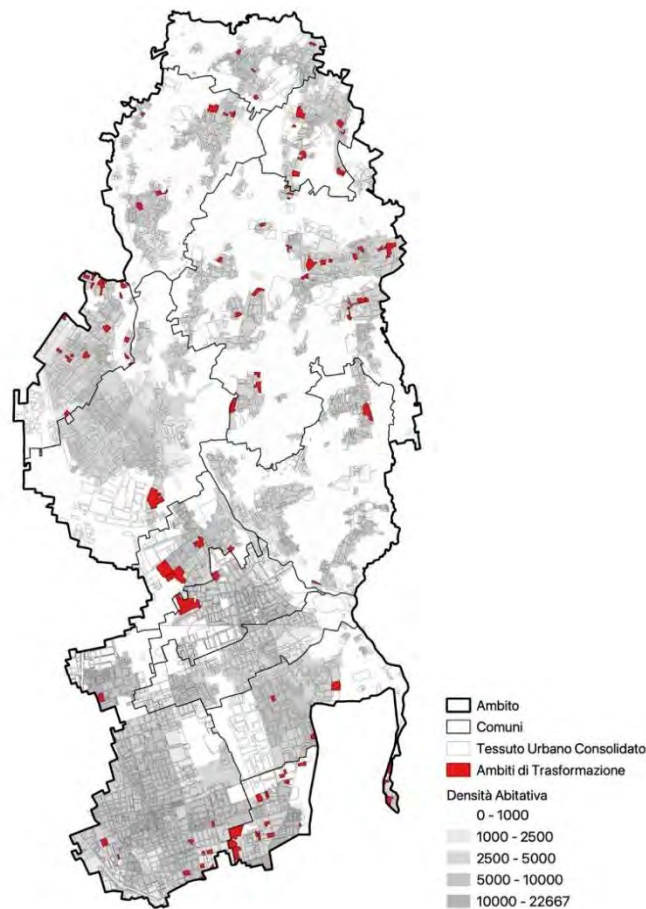 Ambito
Comuni
Tessuto Urbano Consolidato
Ambiti di Trasformazione
Densità Abitativa
0 - 1000
1000 - 2500
2500 - 5000
5000 - 10000
10000 - 22667